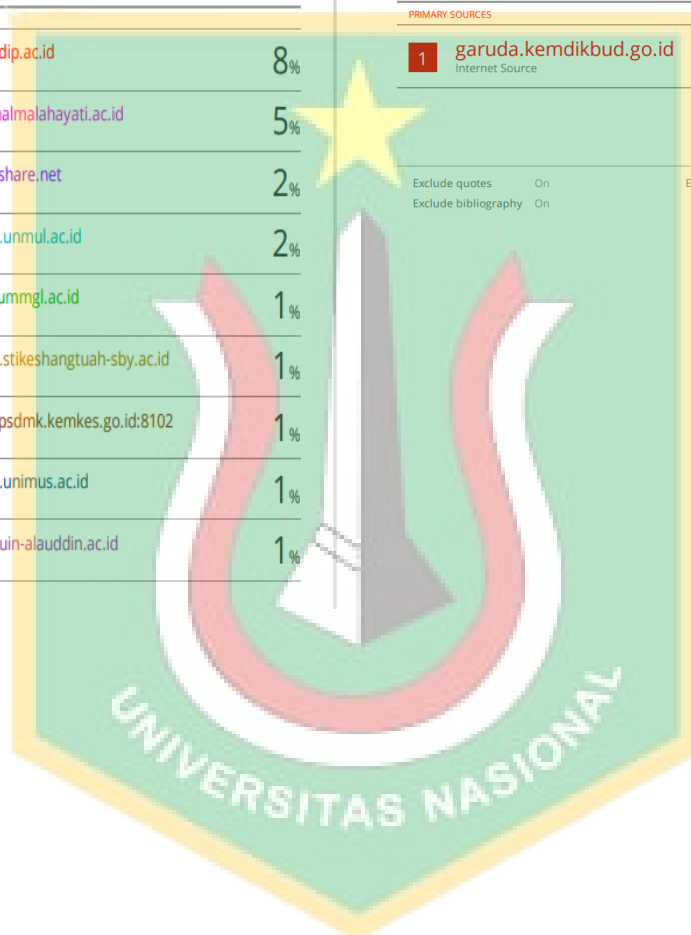 dip.ac.id
8%
almalahayati.ac.id
5%
share.net
2%
.unmul.ac.id
2%
ummgl.ac.id
1%
.stikeshangtuah-sby.ac.id
1%
psdmk.kemkes.go.id:8102
1%
.unimus.ac.id
1%
uin-alauddin.ac.id
1%
PRIMARY SOURCES
1
garuda.kemdikbud.go.id
Internet Source
Exclude quotes On
E
Exclude bibliography On
UNIVERSITAS NASIONAL